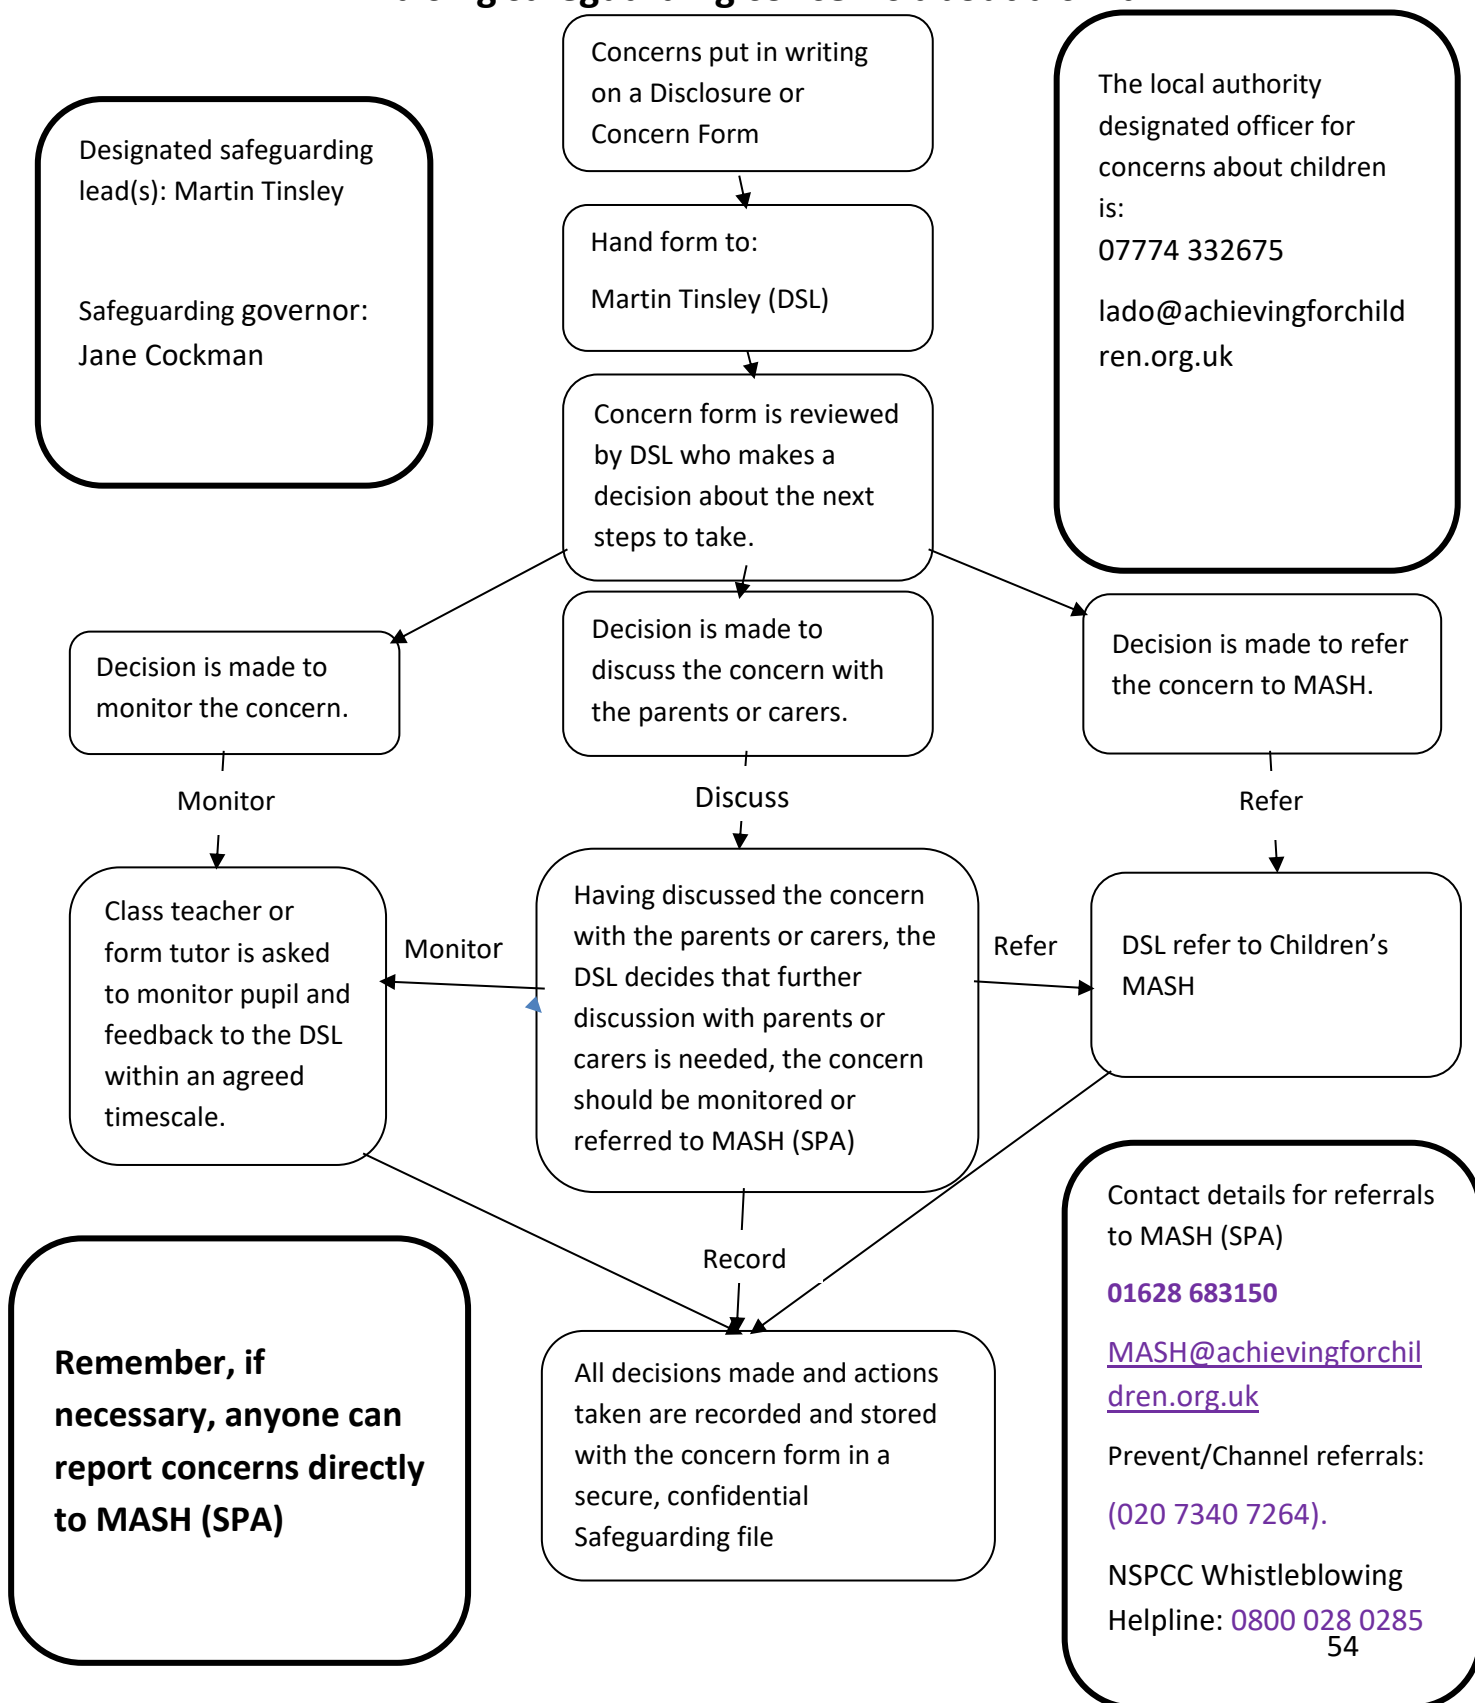 Concerns put in writing
on a Disclosure or
Concern Form
Designated safeguarding
lead(s): Martin Tinsley
Safeguarding governor:
Jane Cockman
The local authority
designated officer for
concerns about children
is:
07774 332675
lado@achievingforchild
ren.org.uk
Hand form to:
Martin Tinsley (DSL)
Concern form is reviewed
by DSL who makes a
decision about the next
steps to take.
Decision is made to
monitor the concern.
Decision is made to
discuss the concern with
the parents or carers.
Decision is made to refer
the concern to MASH.
Monitor
Discuss
Refer
Class teacher or
form tutor is asked
to monitor pupil and
feedback to the DSL
within an agreed
timescale.
Monitor
Having discussed the concern
with the parents or carers, the
DSL decides that further
discussion with parents or
carers is needed, the concern
should be monitored or
referred to MASH (SPA)
Refer
DSL refer to Children’s
MASH
Record
Remember, if
necessary, anyone can
report concerns directly
to MASH (SPA)
All decisions made and actions
taken are recorded and stored
with the concern form in a
secure, confidential
Safeguarding file
Contact details for referrals
to MASH (SPA)
01628 683150
MASH@achievingforchil
dren.org.uk
Prevent/Channel referrals:
(020 7340 7264).
NSPCC Whistleblowing
Helpline: 0800 028 0285
54